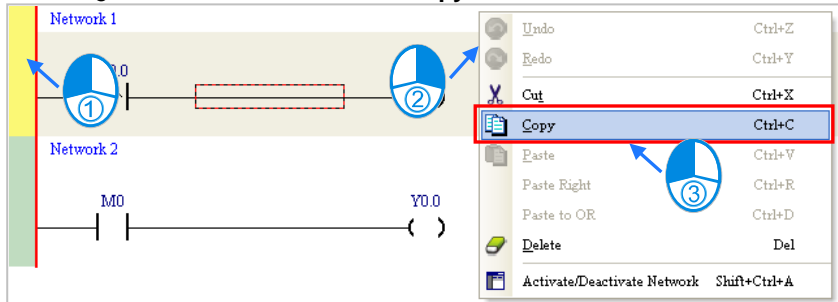 Network 1
Undo Ctrl+Z
Redo Ctrl+Y
Cut Ctrl+X
Copy Ctrl+C
Paste Ctrl+V
Paste Right Ctrl+R
Paste to OR Ctrl+D
Delete Del
Activate/Deactivate Network Shift+Ctrl+A
.0
1
2
3
Network 2
M0 Y0.0
( )